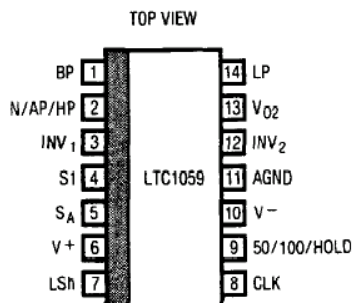 TOP VIEW
BP 1 14 LP
N/AP/HP 2 13 VO2
INV1 3 12 INV2
S1 4 LTC1059 11 AGND
SA 5 10 V−
V+ 6 9 50/100/HOLD
LSh 7 8 CLK